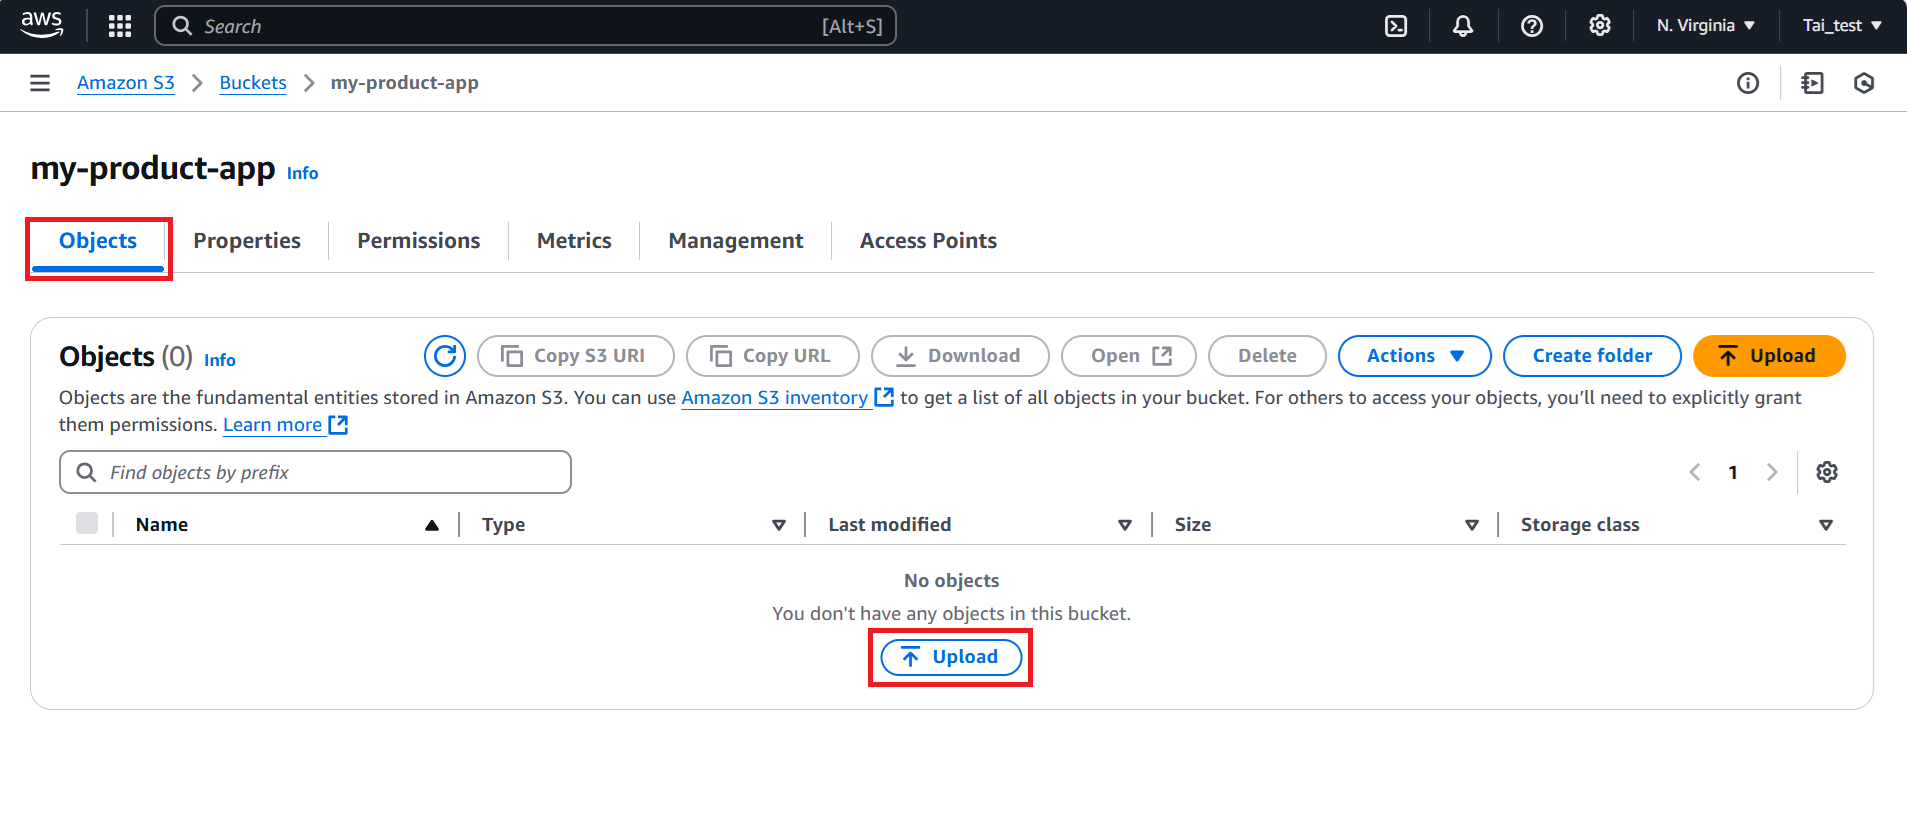 aws Search [Alt+S] N. Virginia Tai_test
Amazon S3 Buckets my-product-app
my-product-app Info
Objects Properties Permissions Metrics Management Access Points
Objects (0) Info Copy S3 URI Copy URL Download Open Delete Actions Create folder Upload
Objects are the fundamental entities stored in Amazon S3. You can use Amazon S3 inventory to get a list of all objects in your bucket. For others to access your objects, you’ll need to explicitly grant
them permissions. Learn more
Find objects by prefix 1
Name Type Last modified Size Storage class
No objects
You don't have any objects in this bucket.
Upload